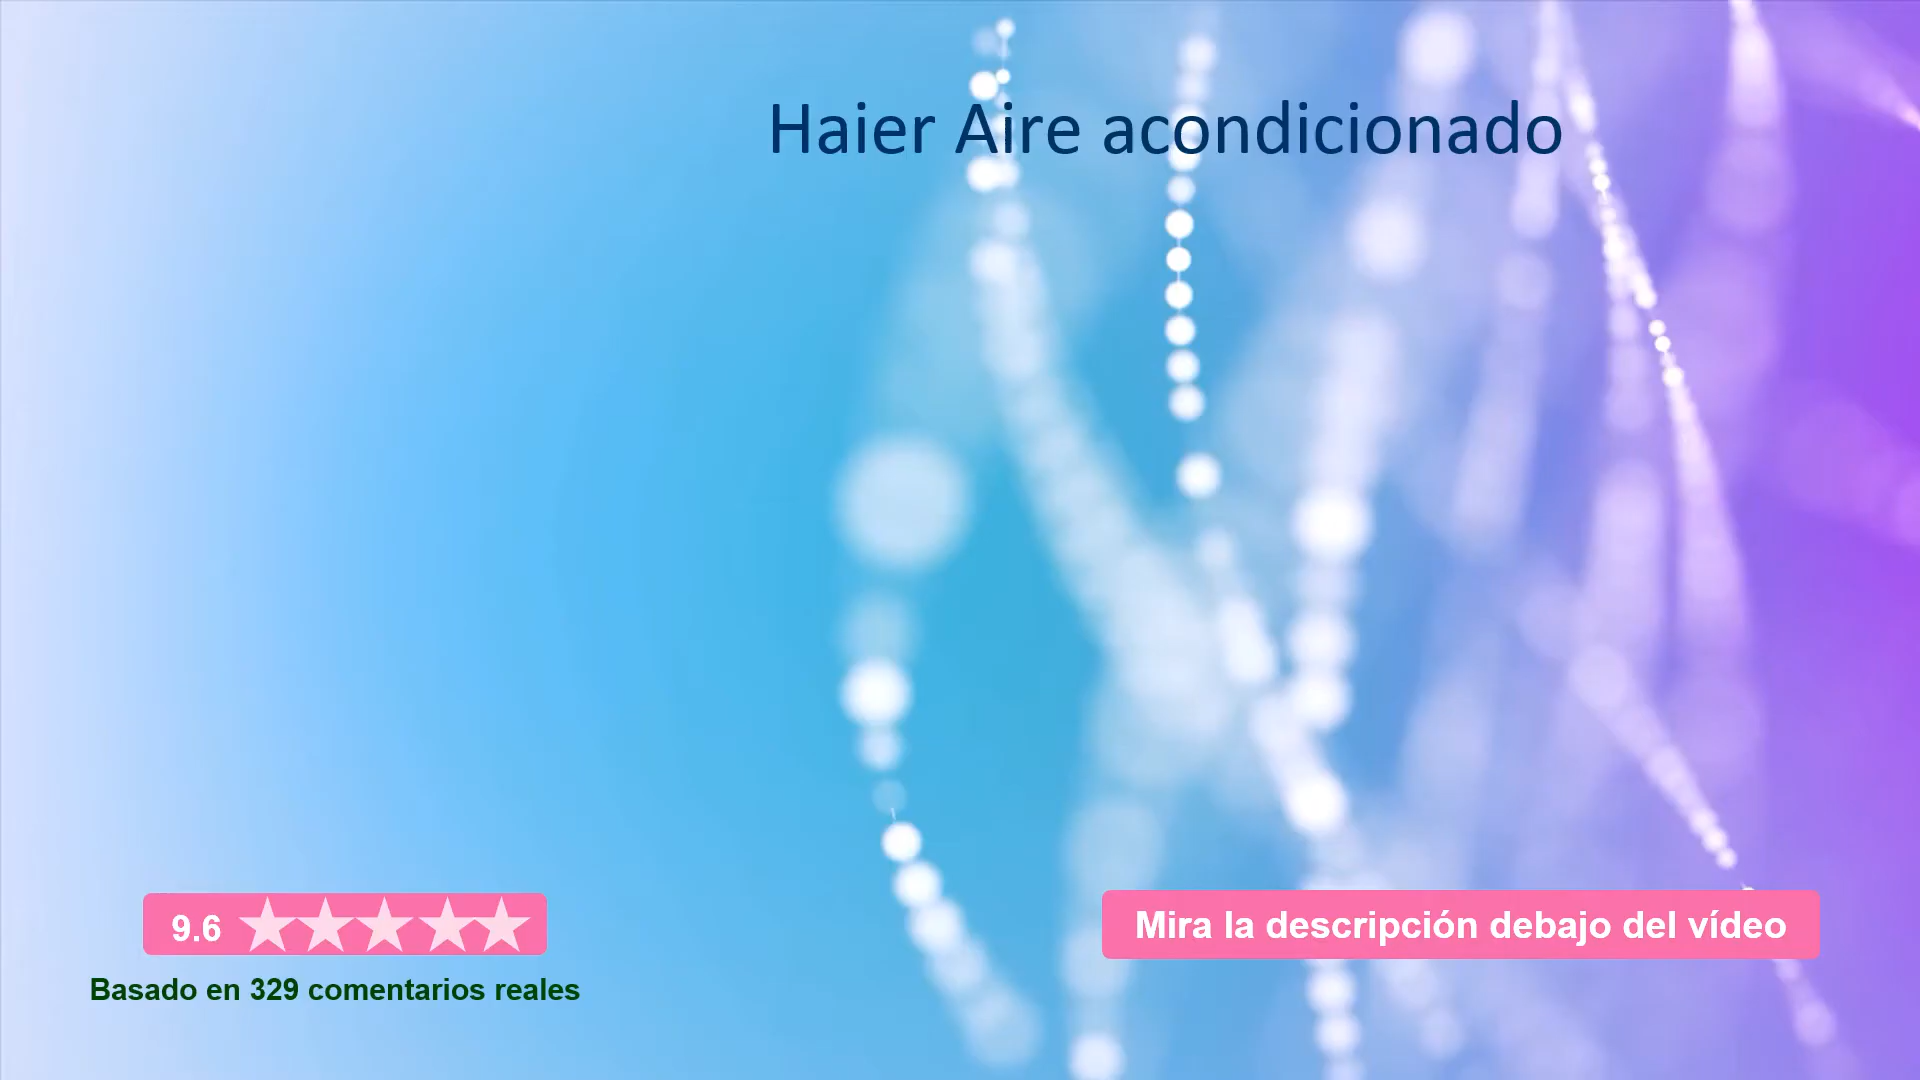 Haier Aire acondicionado
9.6
Mira la descripción debajo del vídeo
Basado en 329 comentarios reales